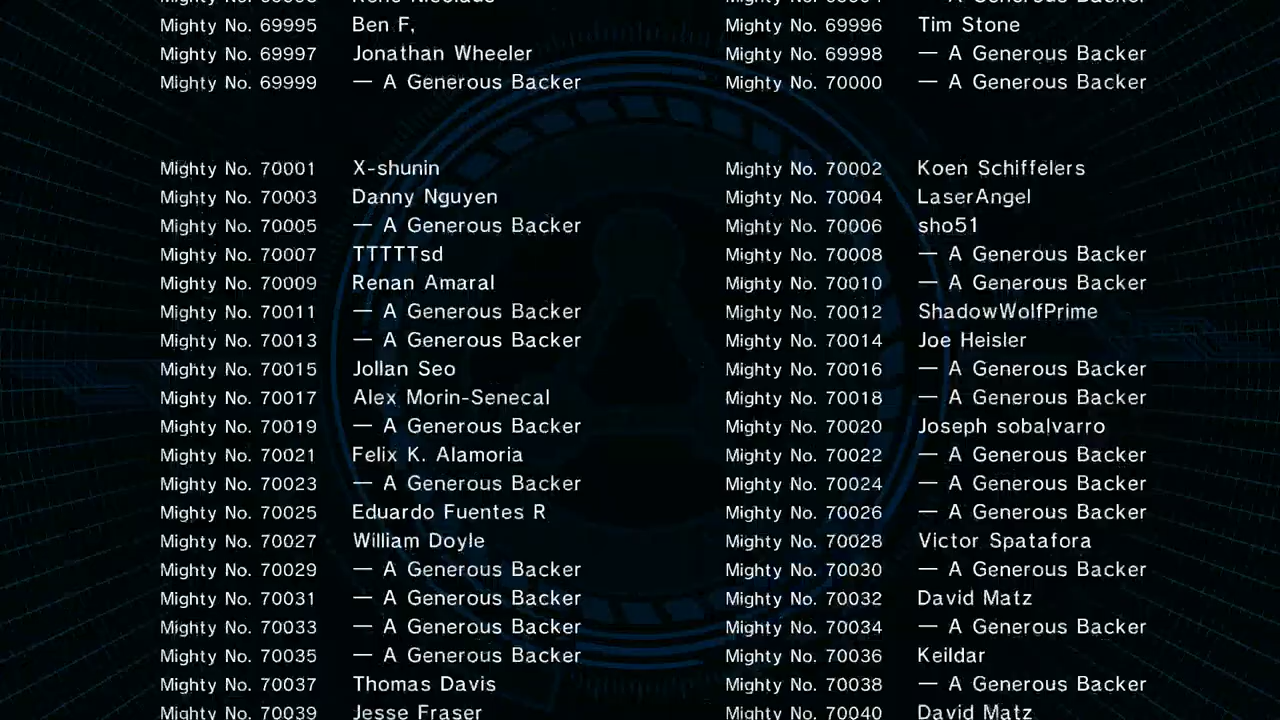 Mighty No. 69995 Ben F, Mighty No. 69996 Tim Stone
Mighty No. 69997 Jonathan Wheeler Mighty No. 69998 — A Generous Backer
Mighty No. 69999 — A Generous Backer Mighty No. 70000 — A Generous Backer
Mighty No. 70001 X-shunin Mighty No. 70002 Koen Schiffelers
Mighty No. 70003 Danny Nguyen Mighty No. 70004 LaserAngel
Mighty No. 70005 — A Generous Backer Mighty No. 70006 sho51
Mighty No. 70007 TTTTTsd Mighty No. 70008 — A Generous Backer
Mighty No. 70009 Renan Amaral Mighty No. 70010 — A Generous Backer
Mighty No. 70011 — A Generous Backer Mighty No. 70012 ShadowWolfPrime
Mighty No. 70013 — A Generous Backer Mighty No. 70014 Joe Heisler
Mighty No. 70015 Jollan Seo Mighty No. 70016 — A Generous Backer
Mighty No. 70017 Alex Morin-Senecal Mighty No. 70018 — A Generous Backer
Mighty No. 70019 — A Generous Backer Mighty No. 70020 Joseph sobalvarro
Mighty No. 70021 Felix K. Alamoria Mighty No. 70022 — A Generous Backer
Mighty No. 70023 — A Generous Backer Mighty No. 70024 — A Generous Backer
Mighty No. 70025 Eduardo Fuentes R Mighty No. 70026 — A Generous Backer
Mighty No. 70027 William Doyle Mighty No. 70028 Victor Spatafora
Mighty No. 70029 — A Generous Backer Mighty No. 70030 — A Generous Backer
Mighty No. 70031 — A Generous Backer Mighty No. 70032 David Matz
Mighty No. 70033 — A Generous Backer Mighty No. 70034 — A Generous Backer
Mighty No. 70035 — A Generous Backer Mighty No. 70036 Keildar
Mighty No. 70037 Thomas Davis Mighty No. 70038 — A Generous Backer
Mighty No. 70039 Jesse Fraser Mighty No. 70040 David Matz